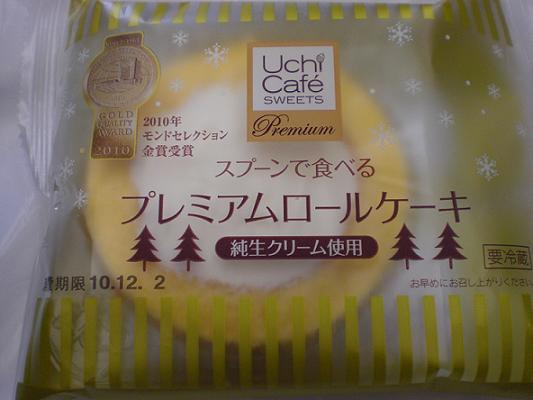 Uchi
Café
SWEETS
Premium
GOLD
QUALITY
AWARD
2010
2010年
モンドセレクション
金賞受賞
スプーンで食べる
プレミアムロールケーキ
純生クリーム使用
費期限 10.12. 2
要冷蔵
お早めにお召し上がりください